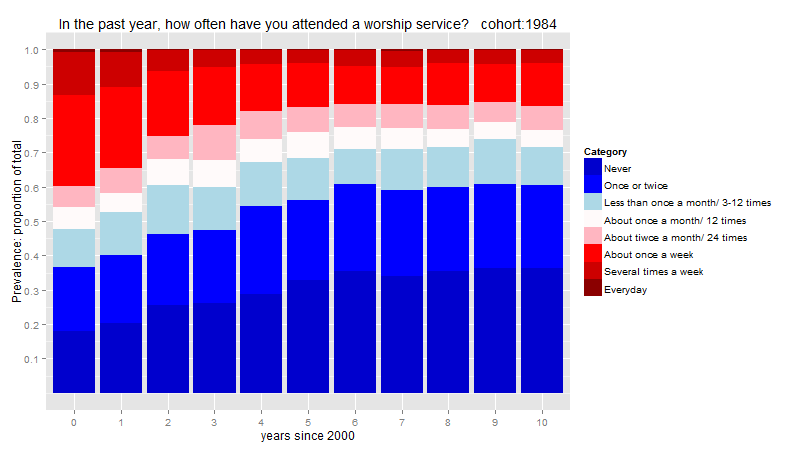 In the past year, how often have you attended a worship service?   cohort:1984
Prevalence: proportion of total
1.0
0.9
0.8
0.7
0.6
0.5
0.4
0.3
0.2
0.1
0 1 2 3 4 5 6 7 8 9 10
years since 2000
Category
Never
Once or twice
Less than once a month/ 3-12 times
About once a month/ 12 times
About tiwce a month/ 24 times
About once a week
Several times a week
Everyday